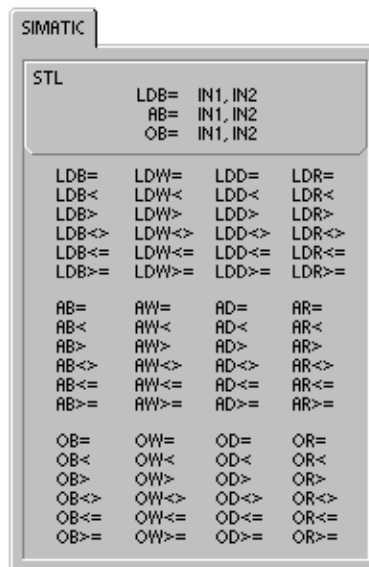 SIMATIC
STL
LDB= IN1, IN2
AB= IN1, IN2
OB= IN1, IN2
LDB= LDW= LDD= LDR=
LDB< LDW< LDD< LDR<
LDB> LDW> LDD> LDR>
LDB<> LDW<> LDD<> LDR<>
LDB<= LDW<= LDD<= LDR<=
LDB>= LDW>= LDD>= LDR>=
AB= AW= AD= AR=
AB< AW< AD< AR<
AB> AW> AD> AR>
AB<> AW<> AD<> AR<>
AB<= AW<= AD<= AR<=
AB>= AW>= AD>= AR>=
OB= OW= OD= OR=
OB< OW< OD< OR<
OB> OW> OD> OR>
OB<> OW<> OD<> OR<>
OB<= OW<= OD<= OR<=
OB>= OW>= OD>= OR>=